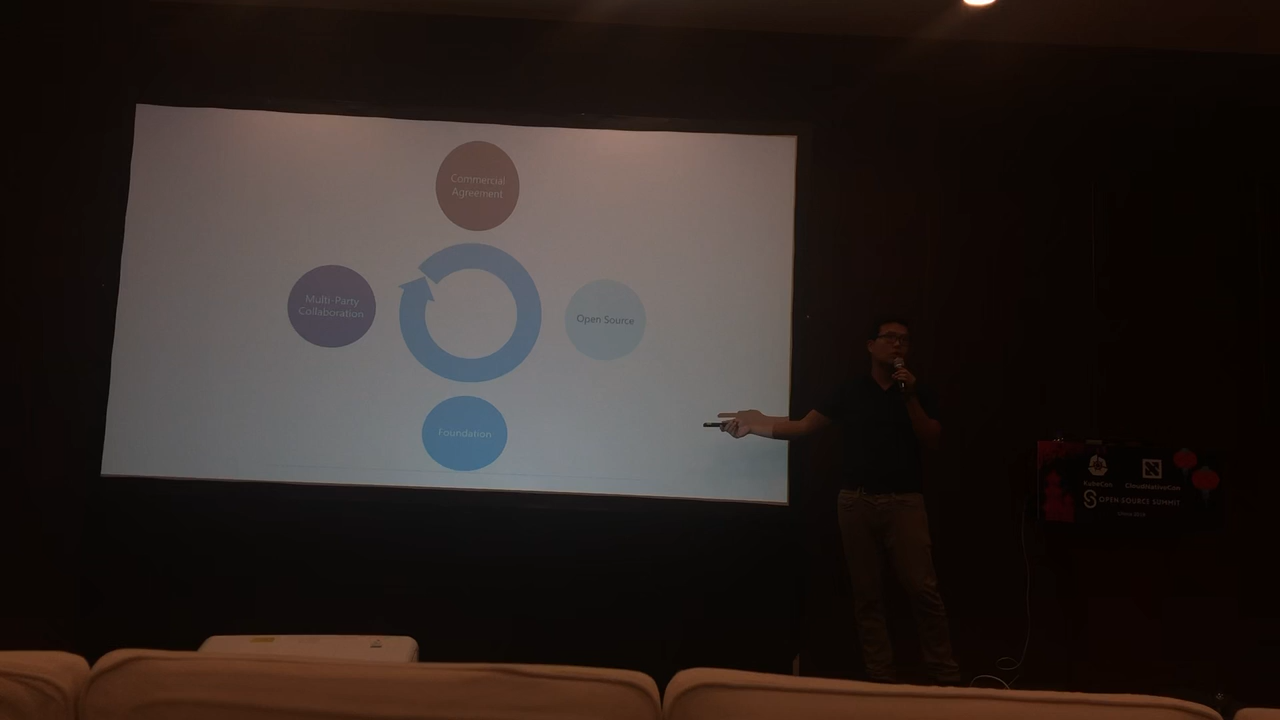 Commercial
Agreement
Multi-Party
Collaboration
Open Source
Foundation
KubeCon
CloudNativeCon
OPEN SOURCE SUMMIT